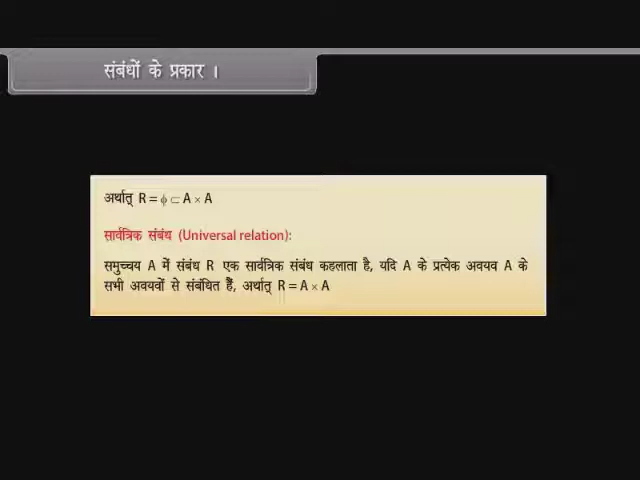 संबंधों के प्रकार ।
अर्थात् R = ϕ ⊂ A × A
सार्वत्रिक संबंध (Universal relation):
समुच्चय A में संबंध R एक सार्वत्रिक संबंध कहलाता है, यदि A के प्रत्येक अवयव A के
सभी अवयवों से संबंधित हैं, अर्थात् R = A × A